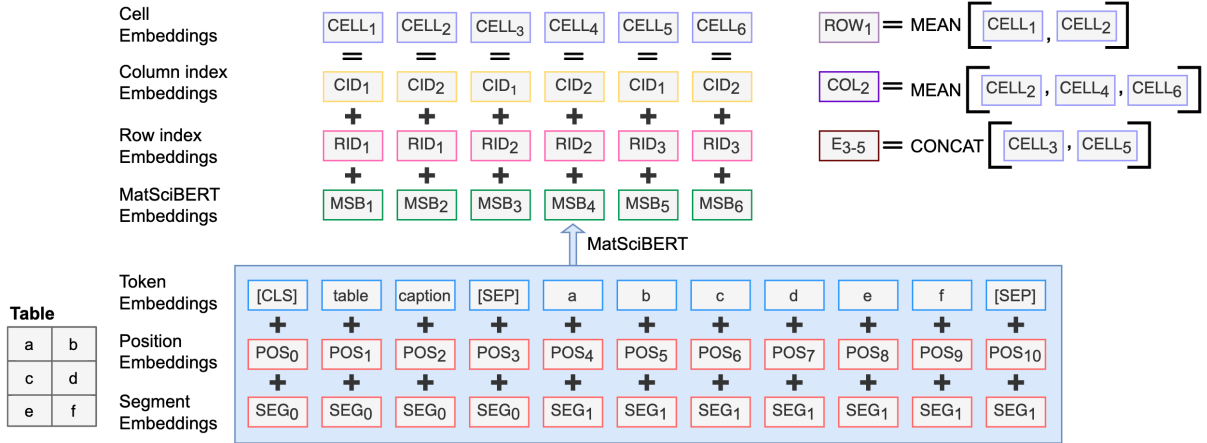 Cell
Embeddings
CELL1 CELL2 CELL3 CELL4 CELL5 CELL6
= = = = = =
Column index
Embeddings
CID1 CID2 CID1 CID2 CID1 CID2
+ + + + + +
Row index
Embeddings
RID1 RID1 RID2 RID2 RID3 RID3
+ + + + + +
MatSciBERT
Embeddings
MSB1 MSB2 MSB3 MSB4 MSB5 MSB6
ROW1 = MEAN [CELL1 , CELL2]
COL2 = MEAN [CELL2 , CELL4 , CELL6]
E3-5 = CONCAT [CELL3 , CELL5]
MatSciBERT
Token
Embeddings
[CLS] table caption [SEP] a b c d e f [SEP]
+ + + + + + + + + + +
Position
Embeddings
POS0 POS1 POS2 POS3 POS4 POS5 POS6 POS7 POS8 POS9 POS10
+ + + + + + + + + + +
Segment
Embeddings
SEG0 SEG0 SEG0 SEG0 SEG1 SEG1 SEG1 SEG1 SEG1 SEG1 SEG1
Table
a b
c d
e f